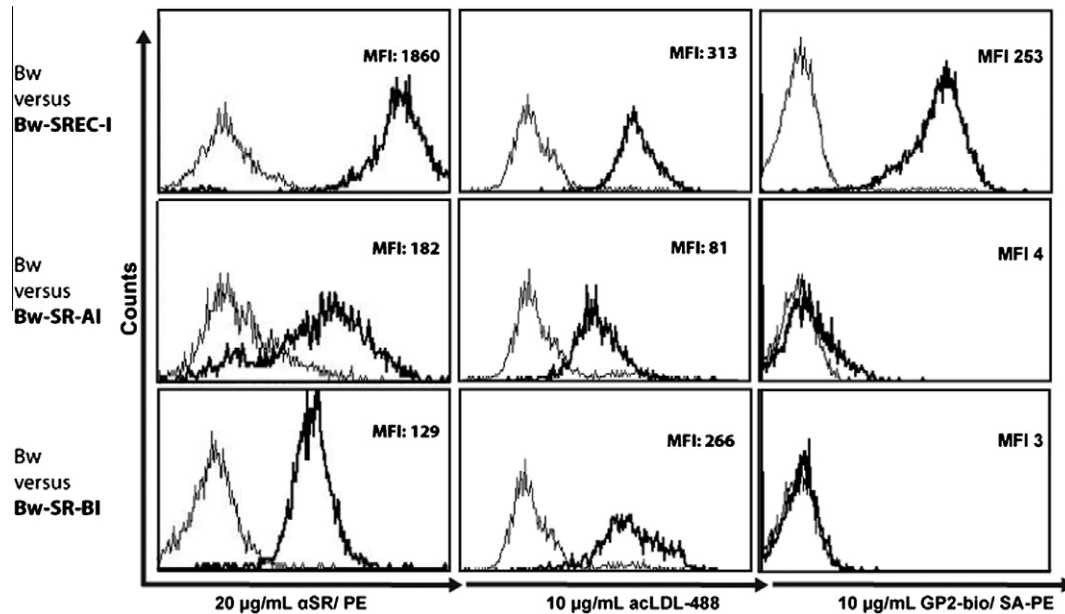 Bw
versus
Bw-SREC-I
MFI: 1860
MFI: 313
MFI 253
Bw
versus
Bw-SR-AI
MFI: 182
MFI: 81
MFI 4
Bw
versus
Bw-SR-BI
MFI: 129
MFI: 266
MFI 3
Counts
20 µg/mL αSR/ PE
10 µg/mL acLDL-488
10 µg/mL GP2-bio/ SA-PE